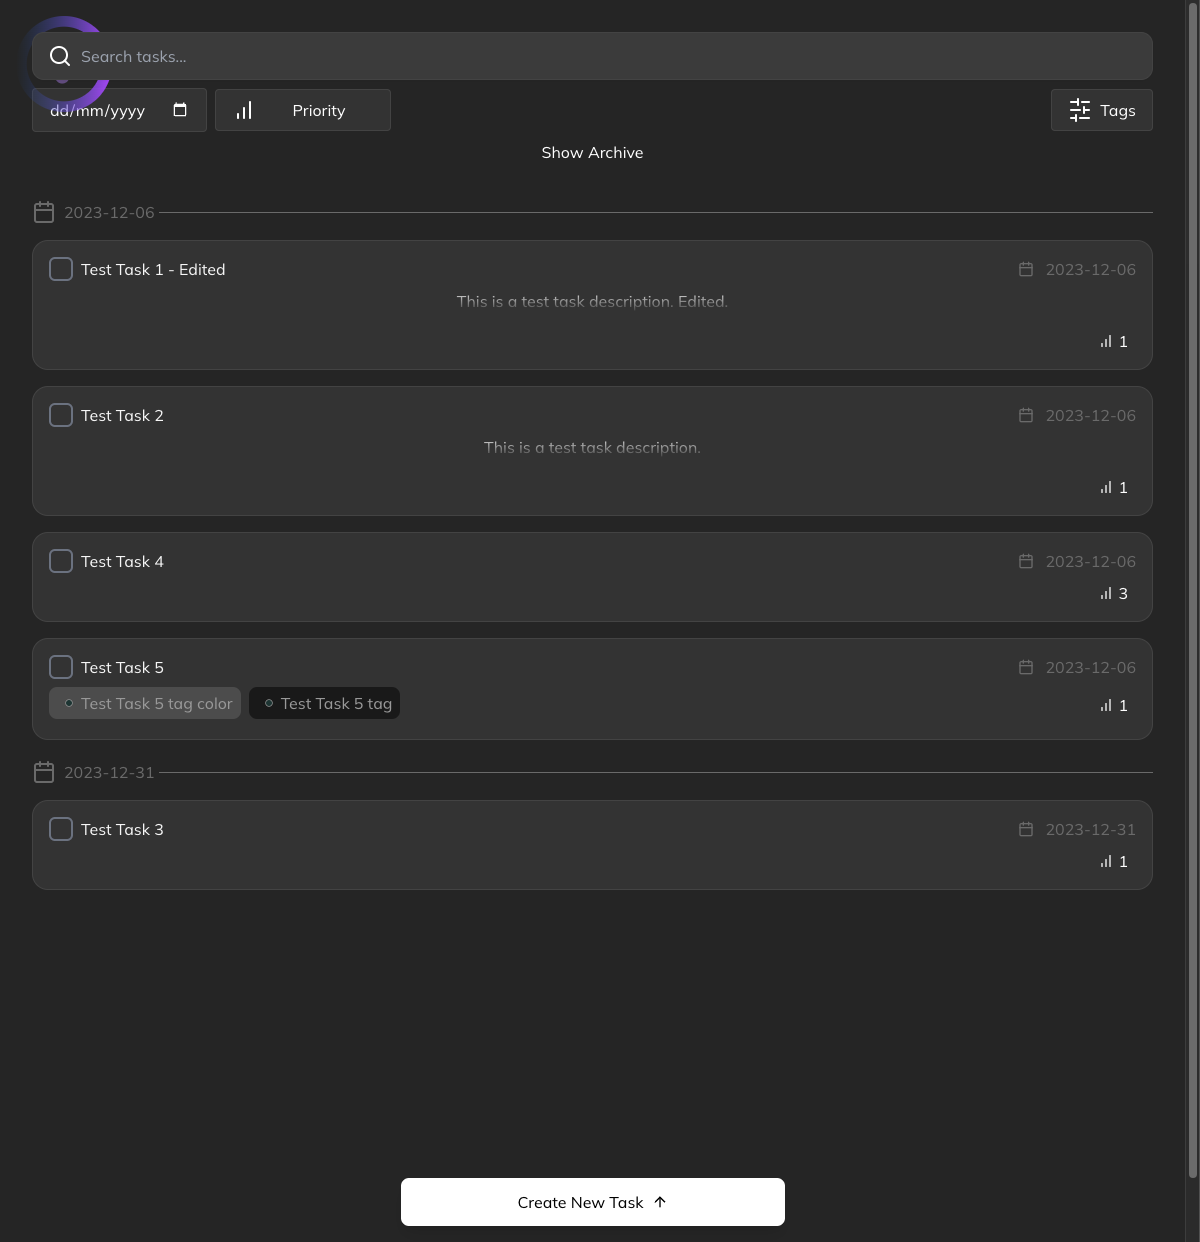 Search tasks...
dd/mm/yyyy Priority Tags
Show Archive
2023-12-06
Test Task 1 - Edited 2023-12-06
This is a test task description. Edited.
1
Test Task 2 2023-12-06
This is a test task description.
1
Test Task 4 2023-12-06
3
Test Task 5 2023-12-06
Test Task 5 tag color Test Task 5 tag 1
2023-12-31
Test Task 3 2023-12-31
1
Create New Task